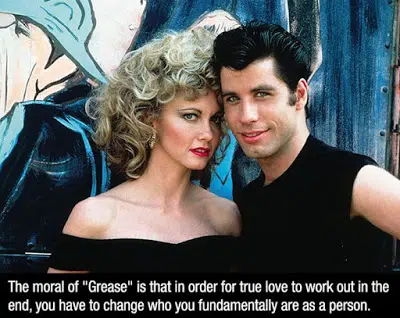 The moral of "Grease" is that in order for true love to work out in the
end, you have to change who you fundamentally are as a person.